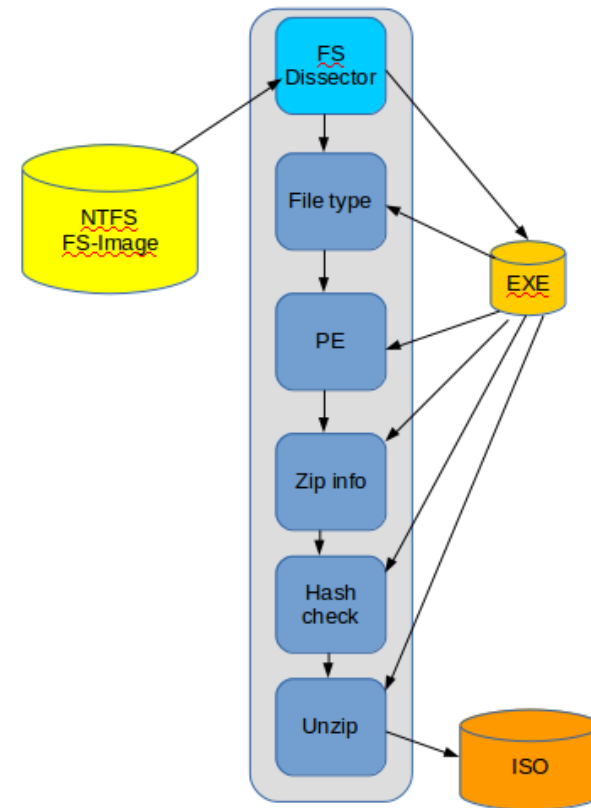 FS
Dissector
NTFS
FS-Image
File type
EXE
PE
Zip info
Hash
check
Unzip
ISO